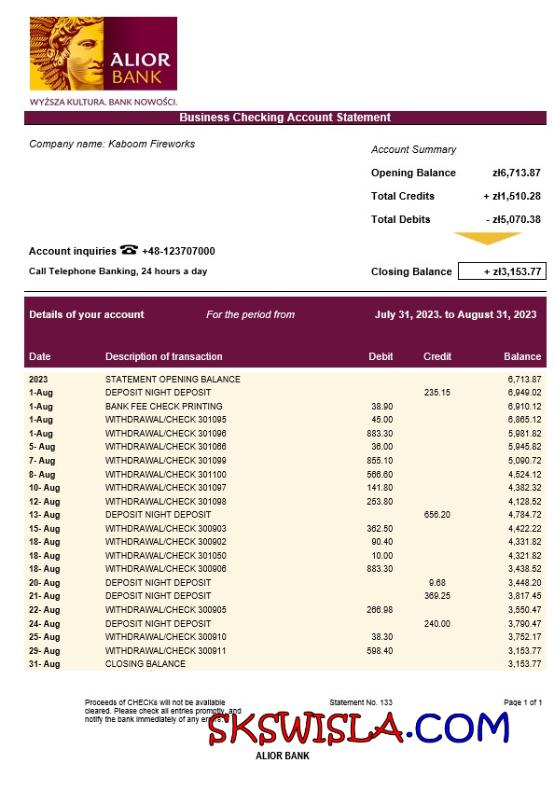 ALIOR
BANK
WYŻSZA KULTURA. BANK NOWOŚCI.
Business Checking Account Statement
Company name: Kaboom Fireworks
Account Summary
Opening Balance zł6,713.87
Total Credits + zł1,510.28
Total Debits - zł5,070.38
Account inquiries ☎ +48-123707000
Call Telephone Banking, 24 hours a day
Closing Balance + zł3,153.77
Details of your account For the period from July 31, 2023. to August 31, 2023
Date Description of transaction Debit Credit Balance
2023 STATEMENT OPENING BALANCE 6,713.87
1-Aug DEPOSIT NIGHT DEPOSIT 235.15 6,949.02
1-Aug BANK FEE CHECK PRINTING 38.90 6,910.12
1-Aug WITHDRAWAL/CHECK 301095 45.00 6,865.12
1-Aug WITHDRAWAL/CHECK 301096 883.30 5,981.82
5- Aug WITHDRAWAL/CHECK 301066 36.00 5,945.82
7- Aug WITHDRAWAL/CHECK 301099 855.10 5,090.72
8- Aug WITHDRAWAL/CHECK 301100 566.60 4,524.12
10- Aug WITHDRAWAL/CHECK 301097 141.80 4,382.32
12- Aug WITHDRAWAL/CHECK 301098 253.80 4,128.52
13- Aug DEPOSIT NIGHT DEPOSIT 656.20 4,784.72
15- Aug WITHDRAWAL/CHECK 300903 362.50 4,422.22
18- Aug WITHDRAWAL/CHECK 300902 90.40 4,331.82
18- Aug WITHDRAWAL/CHECK 301050 10.00 4,321.82
18- Aug WITHDRAWAL/CHECK 300906 883.30 3,438.52
20- Aug DEPOSIT NIGHT DEPOSIT 9.68 3,448.20
21- Aug DEPOSIT NIGHT DEPOSIT 369.25 3,817.45
22- Aug WITHDRAWAL/CHECK 300905 266.98 3,550.47
24- Aug DEPOSIT NIGHT DEPOSIT 240.00 3,790.47
25- Aug WITHDRAWAL/CHECK 300910 38.30 3,752.17
29- Aug WITHDRAWAL/CHECK 300911 598.40 3,153.77
31- Aug CLOSING BALANCE 3,153.77
Proceeds of CHECKs will not be available Statement No. 133 Page 1 of 1
cleared. Please check all entries promptly, and
notify the bank immediately of any errors.
SKSWISLA.COM
ALIOR BANK